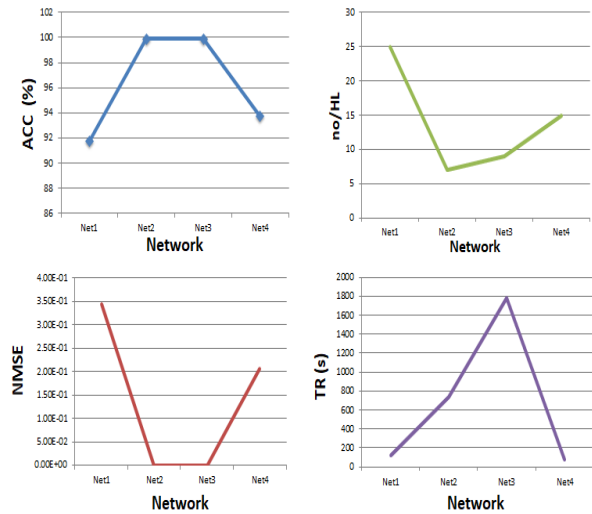 ACC (%)
102
100
98
96
94
92
90
88
86
Net1 Net2 Net3 Net4
Network
no/HL
30
25
20
15
10
5
0
Net1 Net2 Net3 Net4
Network
NMSE
4.00E-01
3.50E-01
3.00E-01
2.50E-01
2.00E-01
1.50E-01
1.00E-01
5.00E-02
0.00E+00
Net1 Net2 Net3 Net4
Network
TR (s)
2000
1800
1600
1400
1200
1000
800
600
400
200
0
Net1 Net2 Net3 Net4
Network